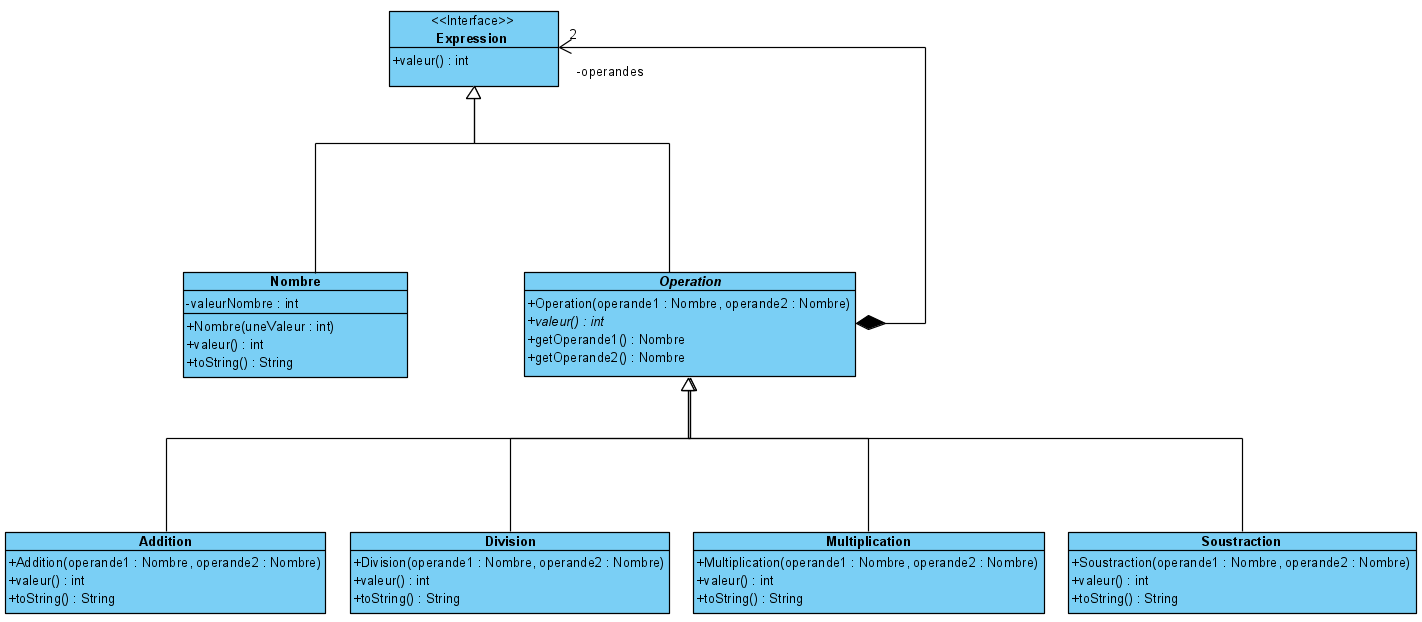 <<Interface>>
Expression
+valeur() : int
2
-operandes
Nombre
-valeurNombre : int
+Nombre(uneValeur : int)
+valeur() : int
+toString() : String
Operation
+Operation(operande1 : Nombre, operande2 : Nombre)
+valeur() : int
+getOperande1() : Nombre
+getOperande2() : Nombre
Addition
+Addition(operande1 : Nombre, operande2 : Nombre)
+valeur() : int
+toString() : String
Division
+Division(operande1 : Nombre, operande2 : Nombre)
+valeur() : int
+toString() : String
Multiplication
+Multiplication(operande1 : Nombre, operande2 : Nombre)
+valeur() : int
+toString() : String
Soustraction
+Soustraction(operande1 : Nombre, operande2 : Nombre)
+valeur() : int
+toString() : String